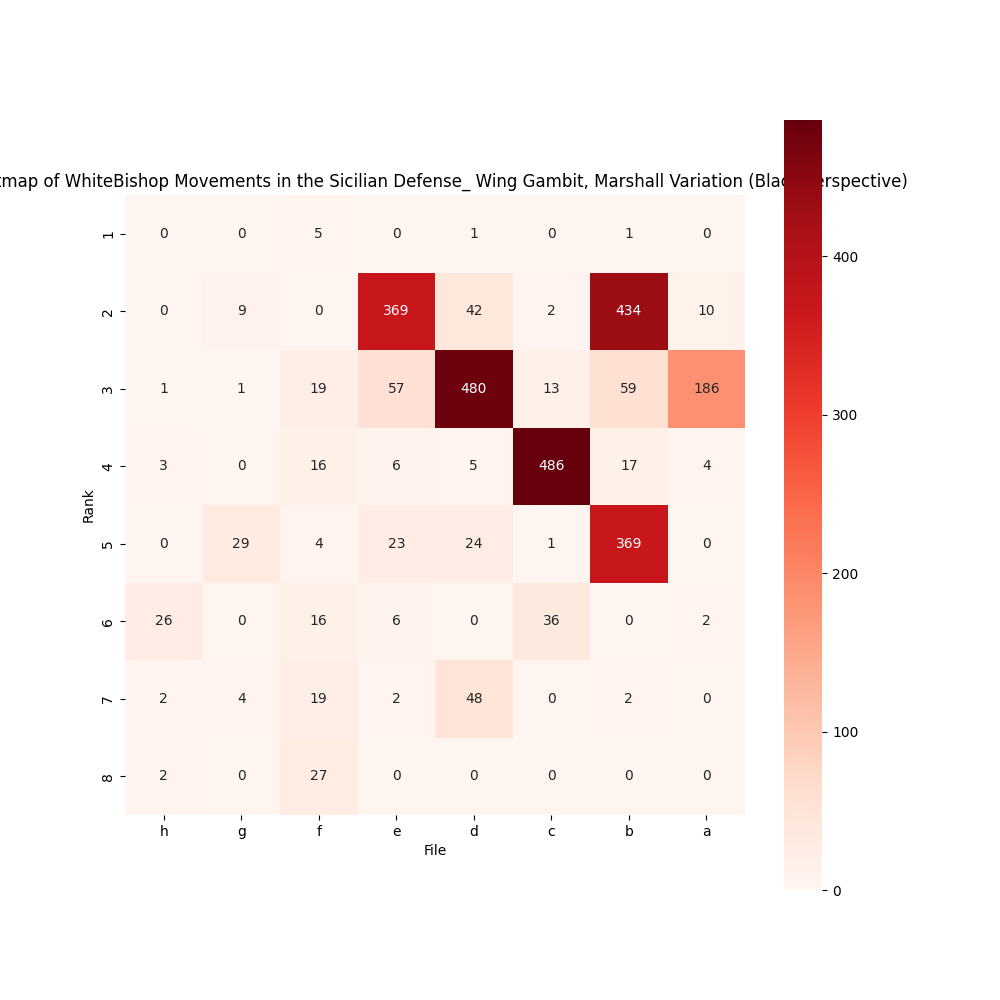 tmap of WhiteBishop Movements in the Sicilian Defense_ Wing Gambit, Marshall Variation (Black Perspective)
1 0 0 5 0 1 0 1 0
2 0 9 0 369 42 2 434 10
3 1 1 19 57 480 13 59 186
4 3 0 16 6 5 486 17 4
5 0 29 4 23 24 1 369 0
6 26 0 16 6 0 36 0 2
7 2 4 19 2 48 0 2 0
8 2 0 27 0 0 0 0 0
h g f e d c b a
File
Rank
400
300
200
100
0